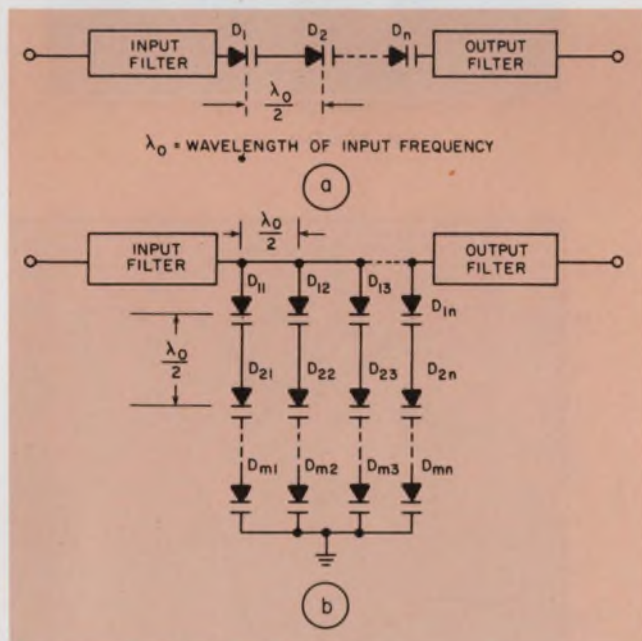 INPUT FILTER D₁ D₂ Dₙ OUTPUT FILTER
λ₀/2
λ₀ = WAVELENGTH OF INPUT FREQUENCY
a
λ₀/2
INPUT FILTER OUTPUT FILTER
D₁₁ D₁₂ D₁₃ D₁ₙ
λ₀/2
D₂₁ D₂₂ D₂₃ D₂ₙ
Dₘ₁ Dₘ₂ Dₘ₃ Dₘₙ
b